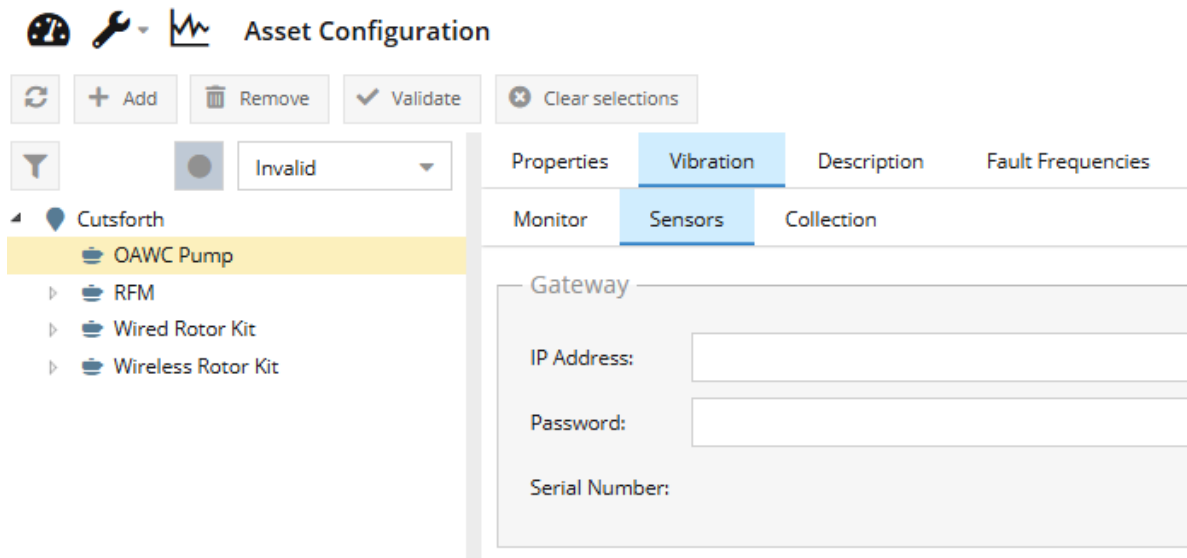 Asset Configuration
Add Remove Validate Clear selections
Invalid
Properties Vibration Description Fault Frequencies
Monitor Sensors Collection
Cutsforth
OAWC Pump
RFM
Wired Rotor Kit
Wireless Rotor Kit
Gateway
IP Address:
Password:
Serial Number: